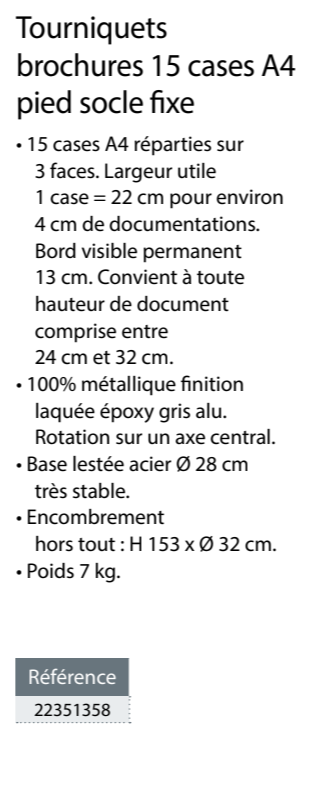 Tourniquets
brochures 15 cases A4
pied socle fixe
• 15 cases A4 réparties sur
3 faces. Largeur utile
1 case = 22 cm pour environ
4 cm de documentations.
Bord visible permanent
13 cm. Convient à toute
hauteur de document
comprise entre
24 cm et 32 cm.
• 100% métallique finition
laquée époxy gris alu.
Rotation sur un axe central.
• Base lestée acier Ø 28 cm
très stable.
• Encombrement
hors tout : H 153 x Ø 32 cm.
• Poids 7 kg.
Référence
22351358